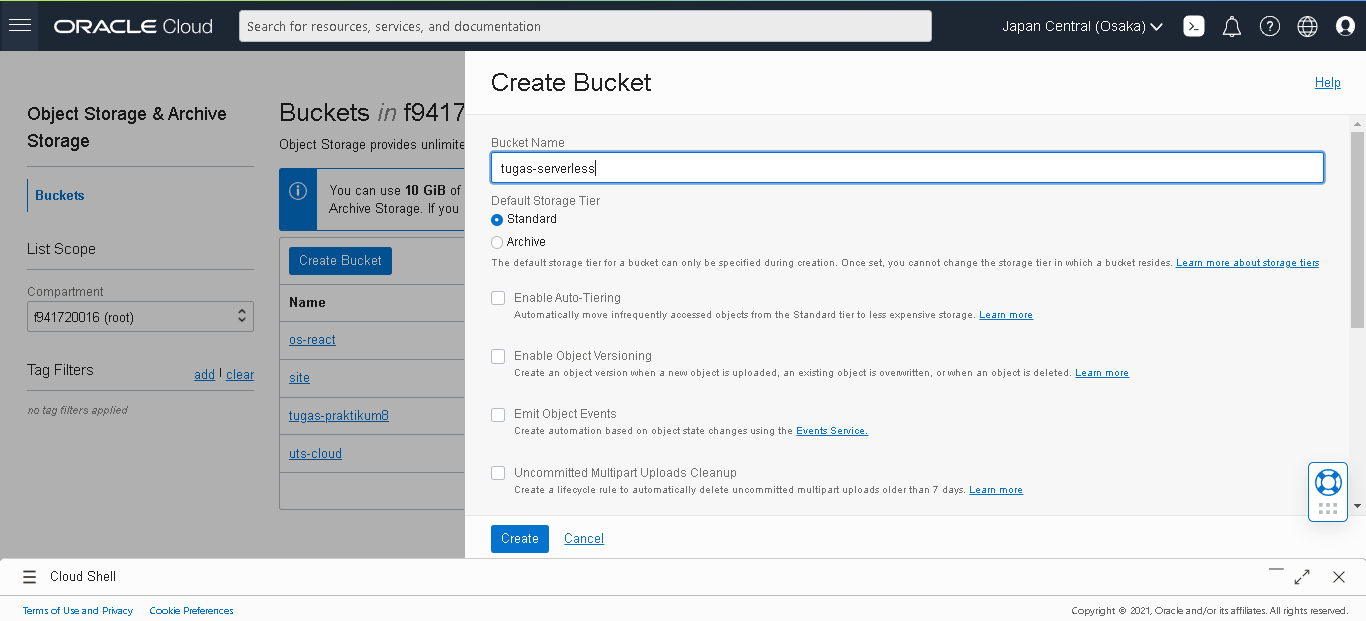 ORACLE Cloud
Search for resources, services, and documentation
Japan Central (Osaka)
Object Storage & Archive
Storage
Buckets
List Scope
Compartment
f941720016 (root)
Tag Filters
add | clear
no tag filters applied
Buckets in f9417
Object Storage provides unlimite
You can use 10 GiB of
Archive Storage. If you
Create Bucket
Name
os-react
site
tugas-praktikum8
uts-cloud
Create Bucket
Help
Bucket Name
tugas-serverless
Default Storage Tier
Standard
Archive
The default storage tier for a bucket can only be specified during creation. Once set, you cannot change the storage tier in which a bucket resides. Learn more about storage tiers
Enable Auto-Tiering
Automatically move infrequently accessed objects from the Standard tier to less expensive storage. Learn more
Enable Object Versioning
Create an object version when a new object is uploaded, an existing object is overwritten, or when an object is deleted. Learn more
Emit Object Events
Create automation based on object state changes using the Events Service.
Uncommitted Multipart Uploads Cleanup
Create a lifecycle rule to automatically delete uncommitted multipart uploads older than 7 days. Learn more
Create
Cancel
Cloud Shell
Terms of Use and Privacy
Cookie Preferences
Copyright © 2021, Oracle and/or its affiliates. All rights reserved.